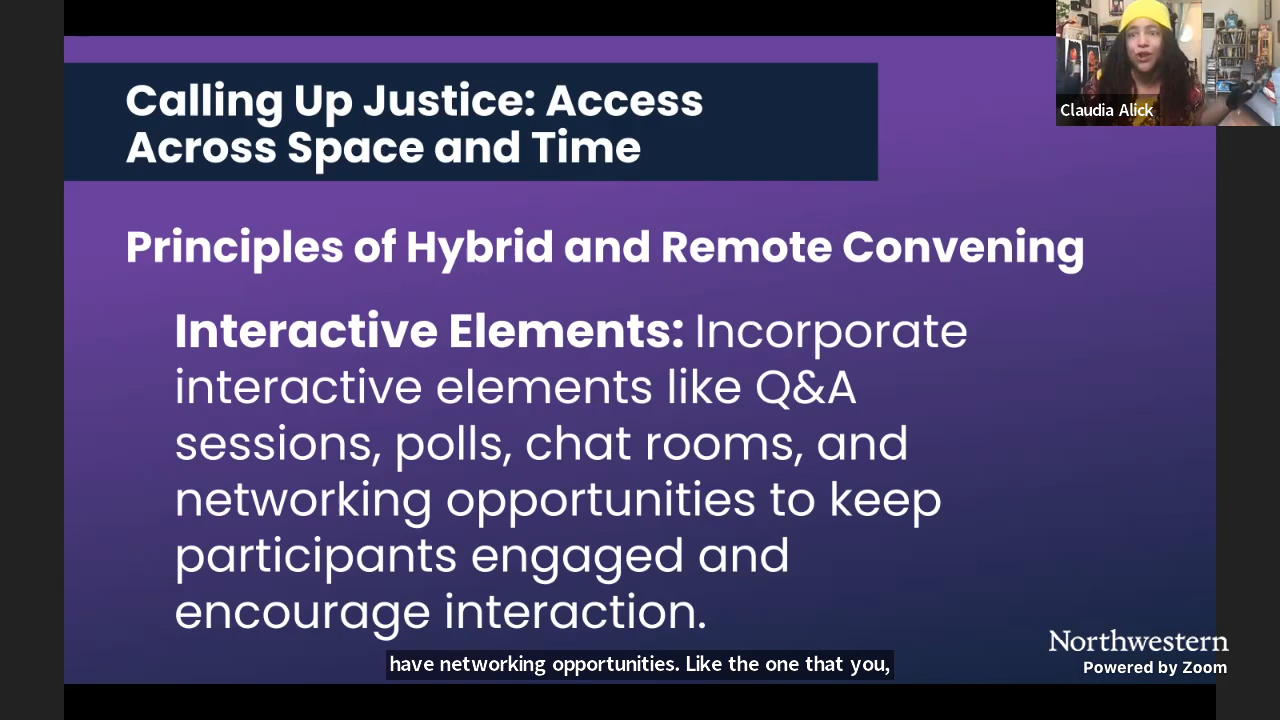 Claudia Alick
Calling Up Justice: Access
Across Space and Time
Principles of Hybrid and Remote Convening
Interactive Elements: Incorporate
interactive elements like Q&A
sessions, polls, chat rooms, and
networking opportunities to keep
participants engaged and
encourage interaction.
have networking opportunities. Like the one that you,
Northwestern
Powered by Zoom